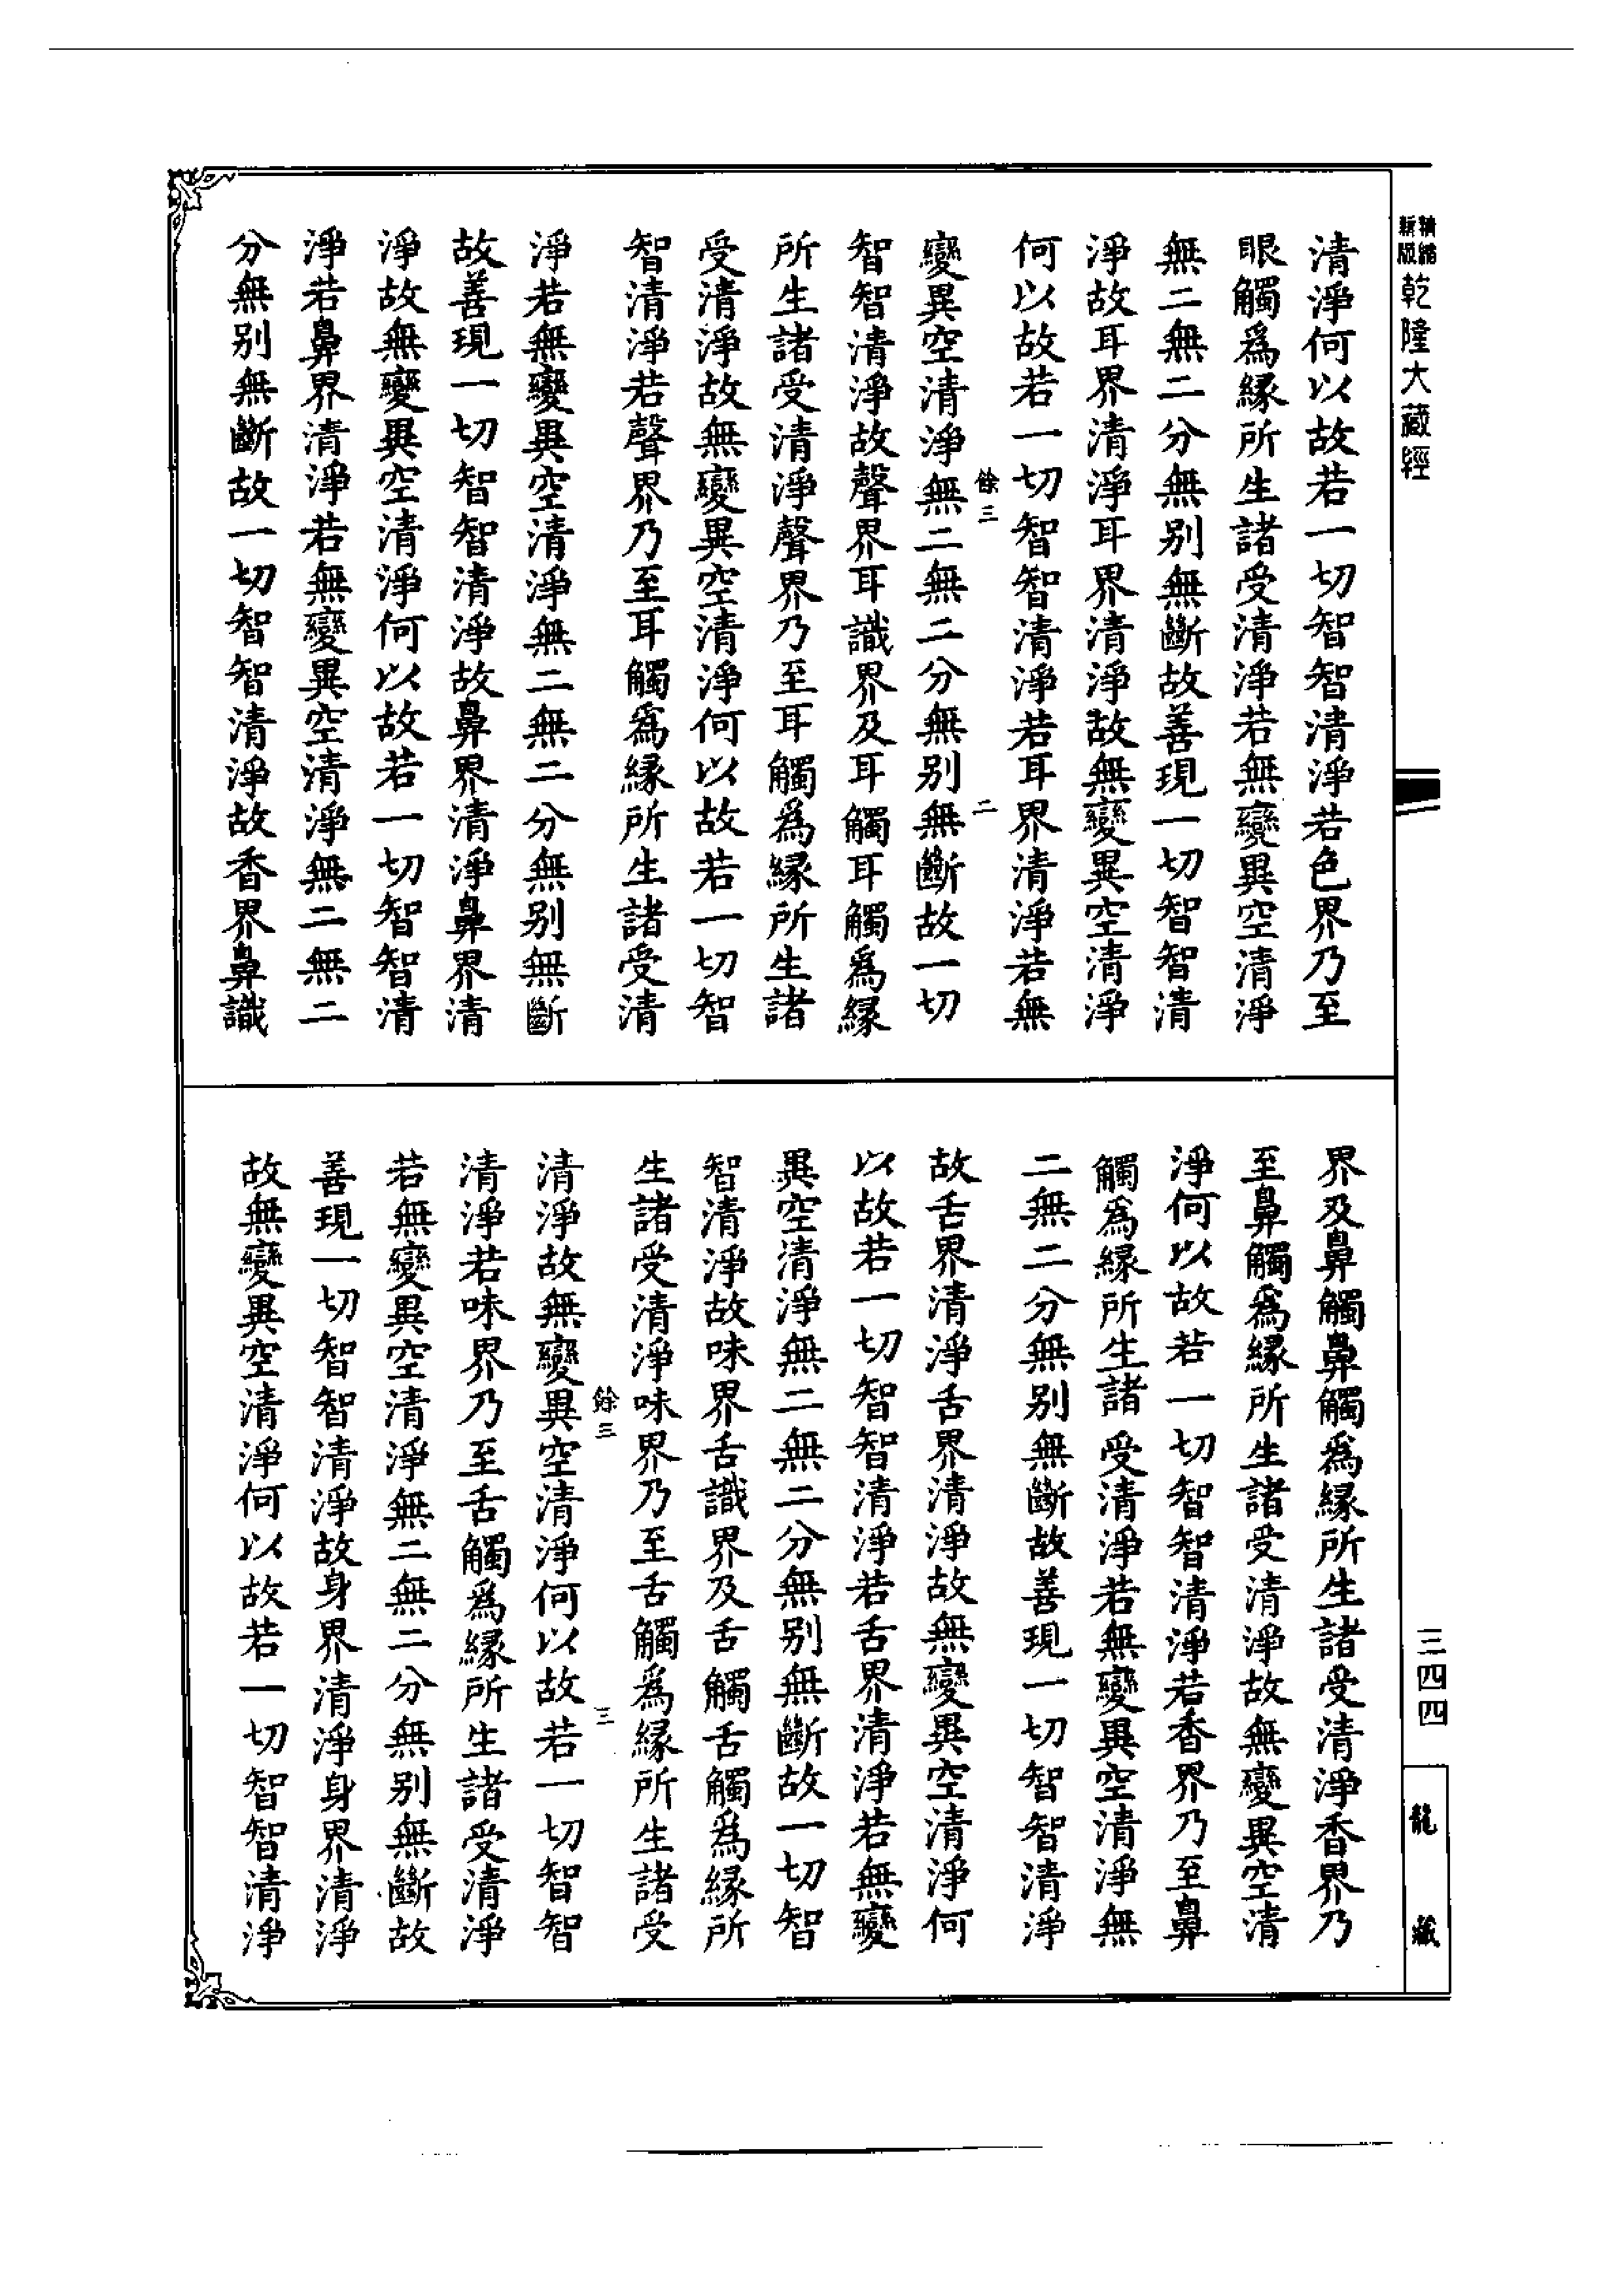 精縮
新版
乾隆大藏經
清淨何以故若一切智智清淨若色界乃至
眼觸爲緣所生諸受清淨若無變異空清淨
無二無二分無别無斷故善現一切智智清
淨故耳界清淨耳界清淨故無變異空清淨
何以故若一切智智清淨若耳界清淨若無
餘三
二
變異空清淨無二無二分無别無斷故一切
智智清淨故聲界耳識界及耳觸耳觸爲緣
所生諸受清淨聲界乃至耳觸爲緣所生諸
受清淨故無變異空清淨何以故若一切智
智清淨若聲界乃至耳觸爲緣所生諸受清
淨若無變異空清淨無二無二分無别無斷
故善現一切智智清淨故鼻界清淨鼻界清
淨故無變異空清淨何以故若一切智智清
淨若鼻界清淨若無變異空清淨無二無二
分無别無斷故一切智智清淨故香界鼻識
界及鼻觸鼻觸爲緣所生諸受清淨香界乃
至鼻觸爲緣所生諸受清淨故無變異空清
淨何以故若一切智智清淨若香界乃至鼻
觸爲緣所生諸受清淨若無變異空清淨無
二無二分無别無斷故善現一切智智清淨
故舌界清淨舌界清淨故無變異空清淨何
以故若一切智智清淨若舌界清淨若無變
異空清淨無二無二分無别無斷故一切智
智清淨故味界舌識界及舌觸舌觸爲緣所
生諸受清淨味界乃至舌觸爲緣所生諸受
餘三
三
清淨故無變異空清淨何以故若一切智智
清淨若味界乃至舌觸爲緣所生諸受清淨
若無變異空清淨無二無二分無别無斷故
善現一切智智清淨故身界清淨身界清淨
故無變異空清淨何以故若一切智智清淨
三四四
龍藏